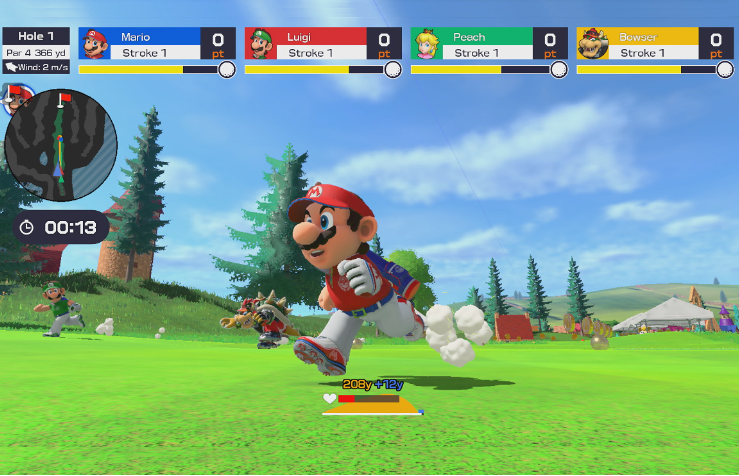 Hole 1
Par 4 366 yd
Wind: 2 m/s
Mario
Stroke 1
0
pt
Luigi
Stroke 1
0
pt
Peach
Stroke 1
0
pt
Bowser
Stroke 1
0
pt
00:13
M
208y +12y